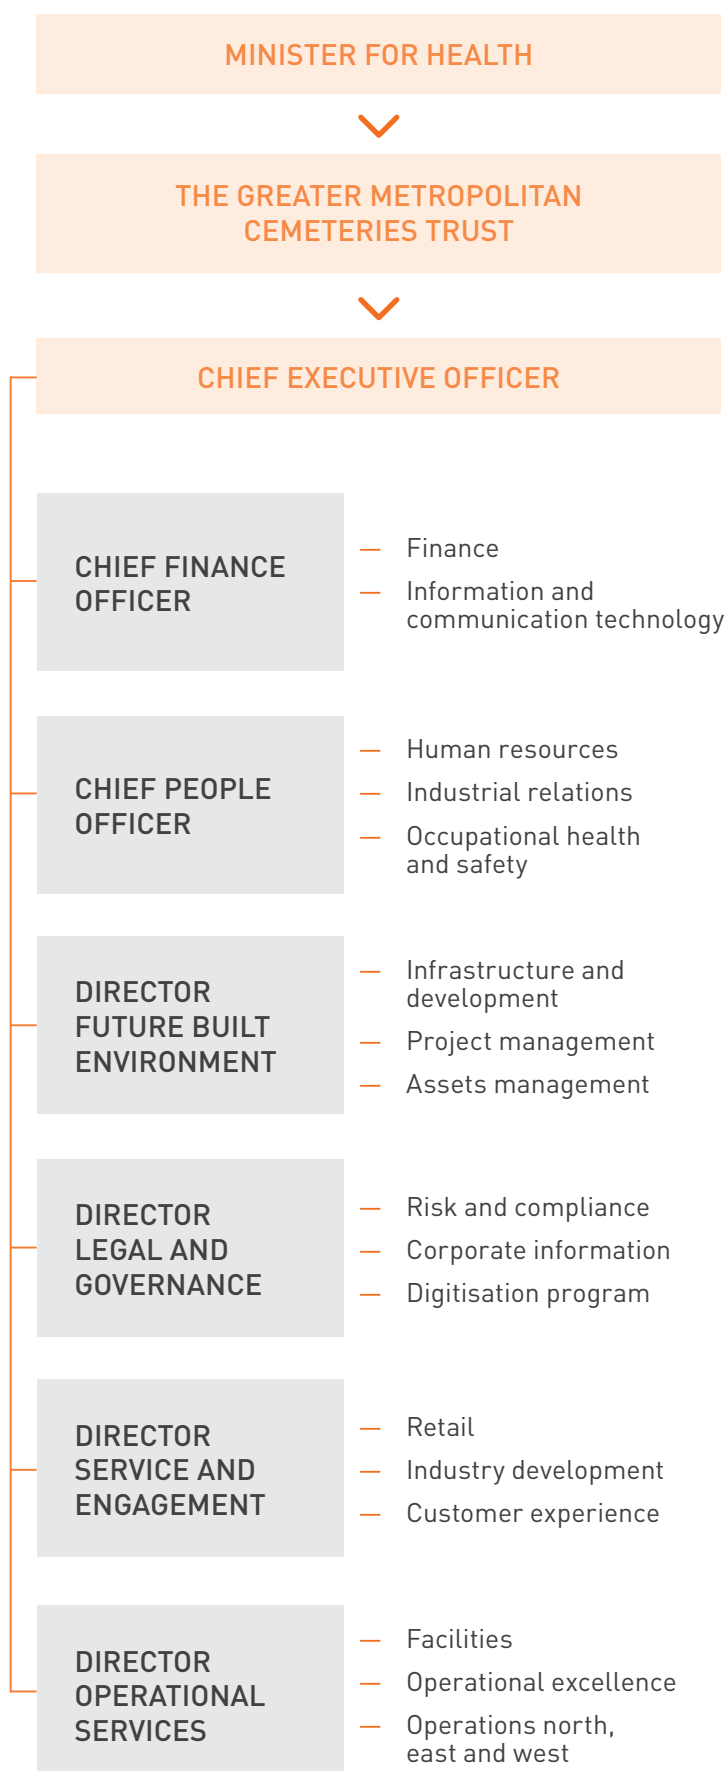 MINISTER FOR HEALTH
THE GREATER METROPOLITAN
CEMETERIES TRUST
CHIEF EXECUTIVE OFFICER
CHIEF FINANCE
OFFICER
— Finance
— Information and
communication technology
CHIEF PEOPLE
OFFICER
— Human resources
— Industrial relations
— Occupational health
and safety
DIRECTOR
FUTURE BUILT
ENVIRONMENT
— Infrastructure and
development
— Project management
— Assets management
DIRECTOR
LEGAL AND
GOVERNANCE
— Risk and compliance
— Corporate information
— Digitisation program
DIRECTOR
SERVICE AND
ENGAGEMENT
— Retail
— Industry development
— Customer experience
DIRECTOR
OPERATIONAL
SERVICES
— Facilities
— Operational excellence
— Operations north,
east and west